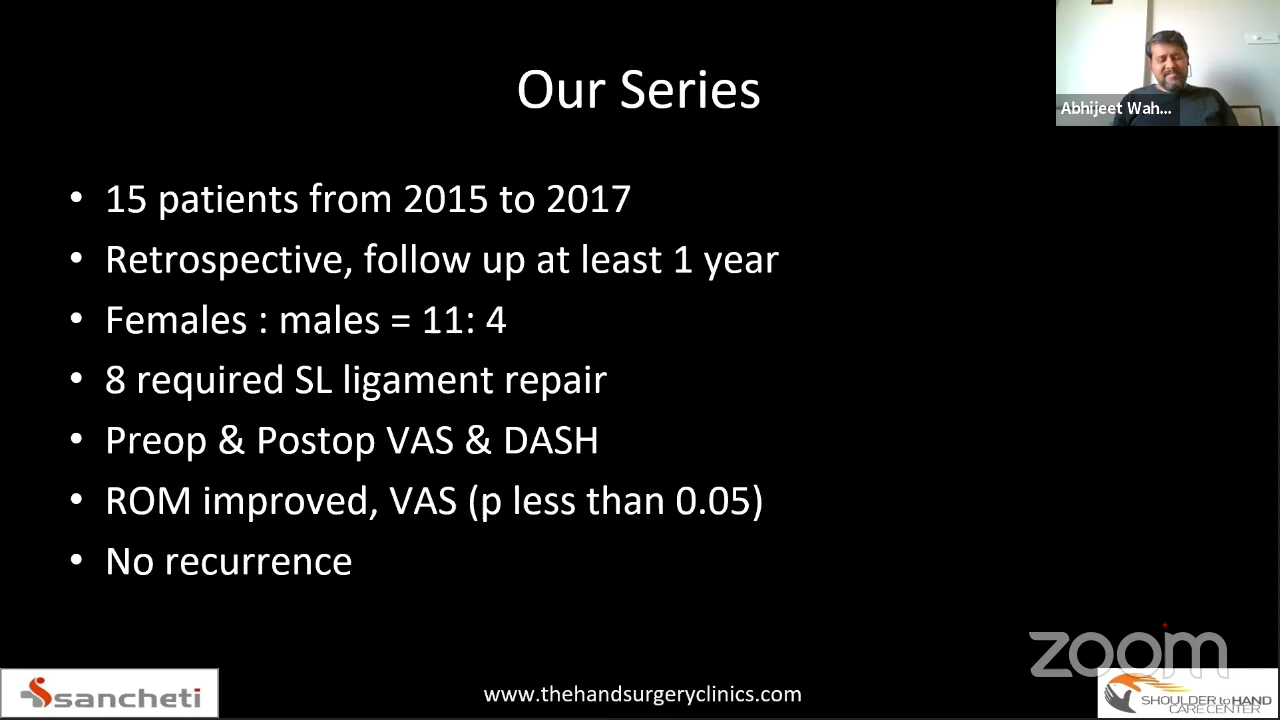 Our Series
Abhijeet Wah...
• 15 patients from 2015 to 2017
• Retrospective, follow up at least 1 year
• Females : males = 11: 4
• 8 required SL ligament repair
• Preop & Postop VAS & DASH
• ROM improved, VAS (p less than 0.05)
• No recurrence
zoom
sancheti
www.thehandsurgeryclinics.com
SHOULDER to HAND
CARE CENTER